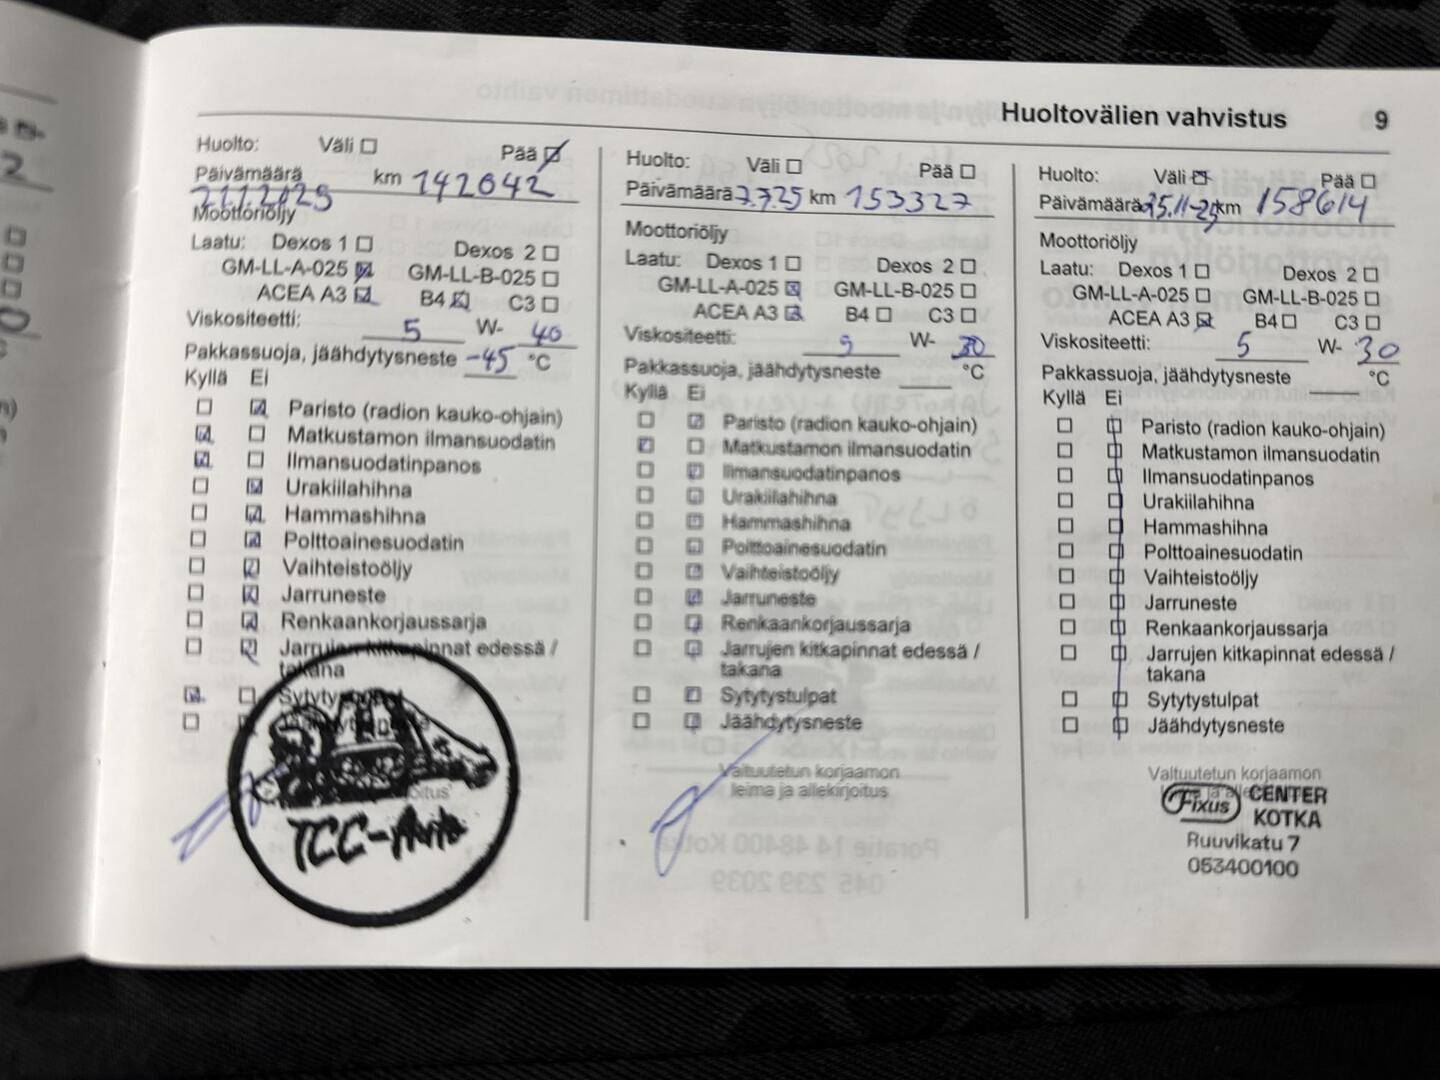 Huoltovälien vahvistus 9
Huolto: Väli ☐ Pää ☑
Päivämäärä km 142042
Moottoriöljy
Laatu: Dexos 1 ☐ Dexos 2 ☐
GM-LL-A-025 ☑ GM-LL-B-025 ☐
ACEA A3 ☑ B4 ☑ C3 ☐
Viskositeetti: 5 W- 40
Pakkassuoja, jäähdytysneste -45 °C
Kyllä Ei
☐ ☑ Paristo (radion kauko-ohjain)
☑ ☐ Matkustamon ilmansuodatin
☑ ☐ Ilmansuodatinpanos
☐ ☑ Urakiilahihna
☐ ☑ Hammashihna
☐ ☑ Polttoainesuodatin
☐ ☑ Vaihteistoöljy
☐ ☑ Jarruneste
☐ ☑ Renkaankorjaussarja
☐ ☑ Jarrujen kitkapinnat edessä /
takana
☑ ☐ Sytytystulpat
TCC-Auto
Huolto: Väli ☐ Pää ☐
Päivämäärä 7.7.25 km 153327
Moottoriöljy
Laatu: Dexos 1 ☐ Dexos 2 ☐
GM-LL-A-025 ☑ GM-LL-B-025 ☐
ACEA A3 ☑ B4 ☐ C3 ☐
Viskositeetti: 5 W- 30
Pakkassuoja, jäähdytysneste °C
Kyllä Ei
☐ ☑ Paristo (radion kauko-ohjain)
☑ ☐ Matkustamon ilmansuodatin
☐ ☑ Ilmansuodatinpanos
☐ ☑ Urakiilahihna
☐ ☑ Hammashihna
☐ ☑ Polttoainesuodatin
☐ ☑ Vaihteistoöljy
☐ ☑ Jarruneste
☐ ☑ Renkaankorjaussarja
☐ ☑ Jarrujen kitkapinnat edessä /
takana
☐ ☑ Sytytystulpat
☐ ☑ Jäähdytysneste
Valtuutetun korjaamon
leima ja allekirjoitus
Huolto: Väli ☑ Pää ☐
Päivämäärä 25.11-25 km 158614
Moottoriöljy
Laatu: Dexos 1 ☐ Dexos 2 ☐
GM-LL-A-025 ☐ GM-LL-B-025 ☐
ACEA A3 ☑ B4 ☐ C3 ☐
Viskositeetti: 5 W- 30
Pakkassuoja, jäähdytysneste °C
Kyllä Ei
☐ ☐ Paristo (radion kauko-ohjain)
☐ ☐ Matkustamon ilmansuodatin
☐ ☐ Ilmansuodatinpanos
☐ ☐ Urakiilahihna
☐ ☐ Hammashihna
☐ ☐ Polttoainesuodatin
☐ ☐ Vaihteistoöljy
☐ ☐ Jarruneste
☐ ☐ Renkaankorjaussarja
☐ ☐ Jarrujen kitkapinnat edessä /
takana
☐ ☐ Sytytystulpat
☐ ☐ Jäähdytysneste
Valtuutetun korjaamon
Fixus CENTER
KOTKA
Ruuvikatu 7
053400100